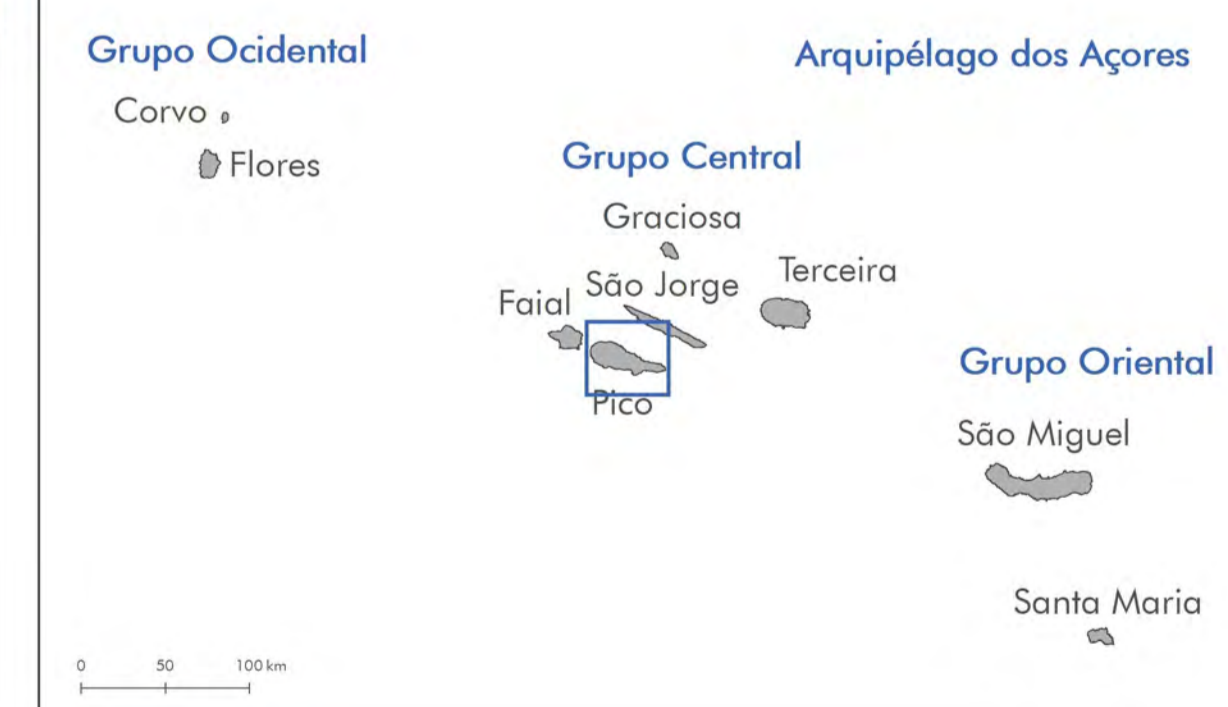 Grupo Ocidental
Arquipélago dos Açores
Corvo
Flores
Grupo Central
Graciosa
São Jorge
Terceira
Faial
Pico
Grupo Oriental
São Miguel
Santa Maria
0 50 100 km